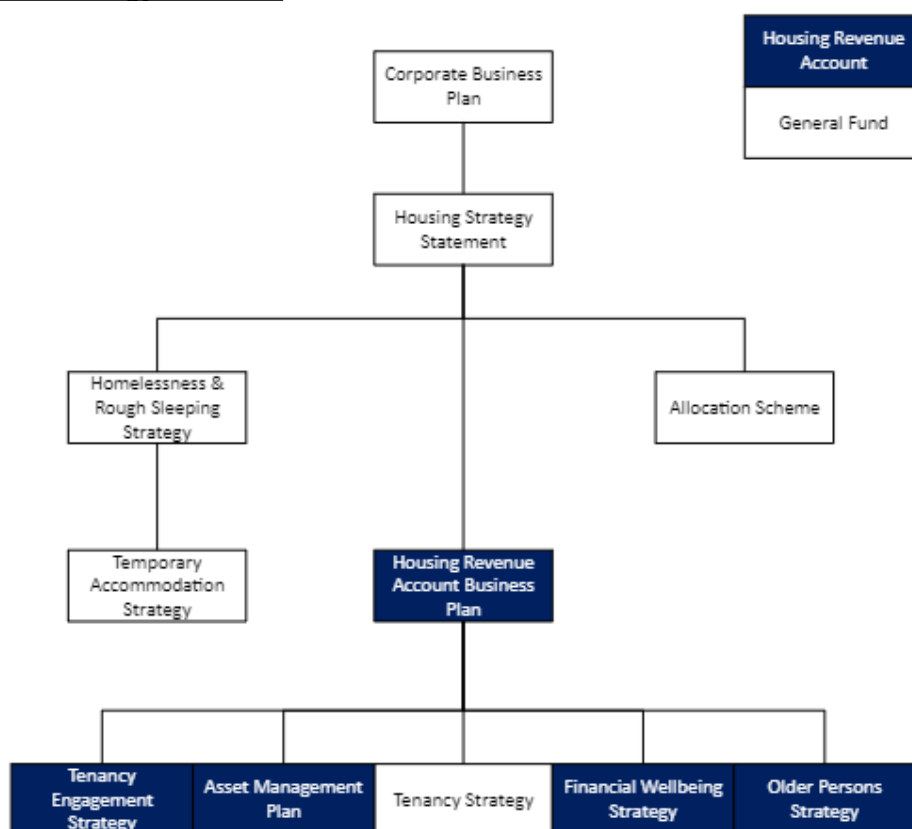 Housing Revenue
Account
General Fund
Corporate Business
Plan
Housing Strategy
Statement
Homelessness &
Rough Sleeping
Strategy
Allocation Scheme
Temporary
Accommodation
Strategy
Housing Revenue
Account Business
Plan
Tenancy
Engagement
Strategy
Asset Management
Plan
Tenancy Strategy
Financial Wellbeing
Strategy
Older Persons
Strategy